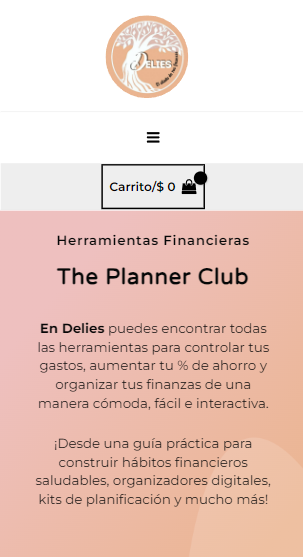 Delies
Carrito/$ 0
Herramientas Financieras
The Planner Club
En Delies puedes encontrar todas
las herramientas para controlar tus
gastos, aumentar tu % de ahorro y
organizar tus finanzas de una
manera cómoda, fácil e interactiva.
¡Desde una guía práctica para
construir hábitos financieros
saludables, organizadores digitales,
kits de planificación y mucho más!